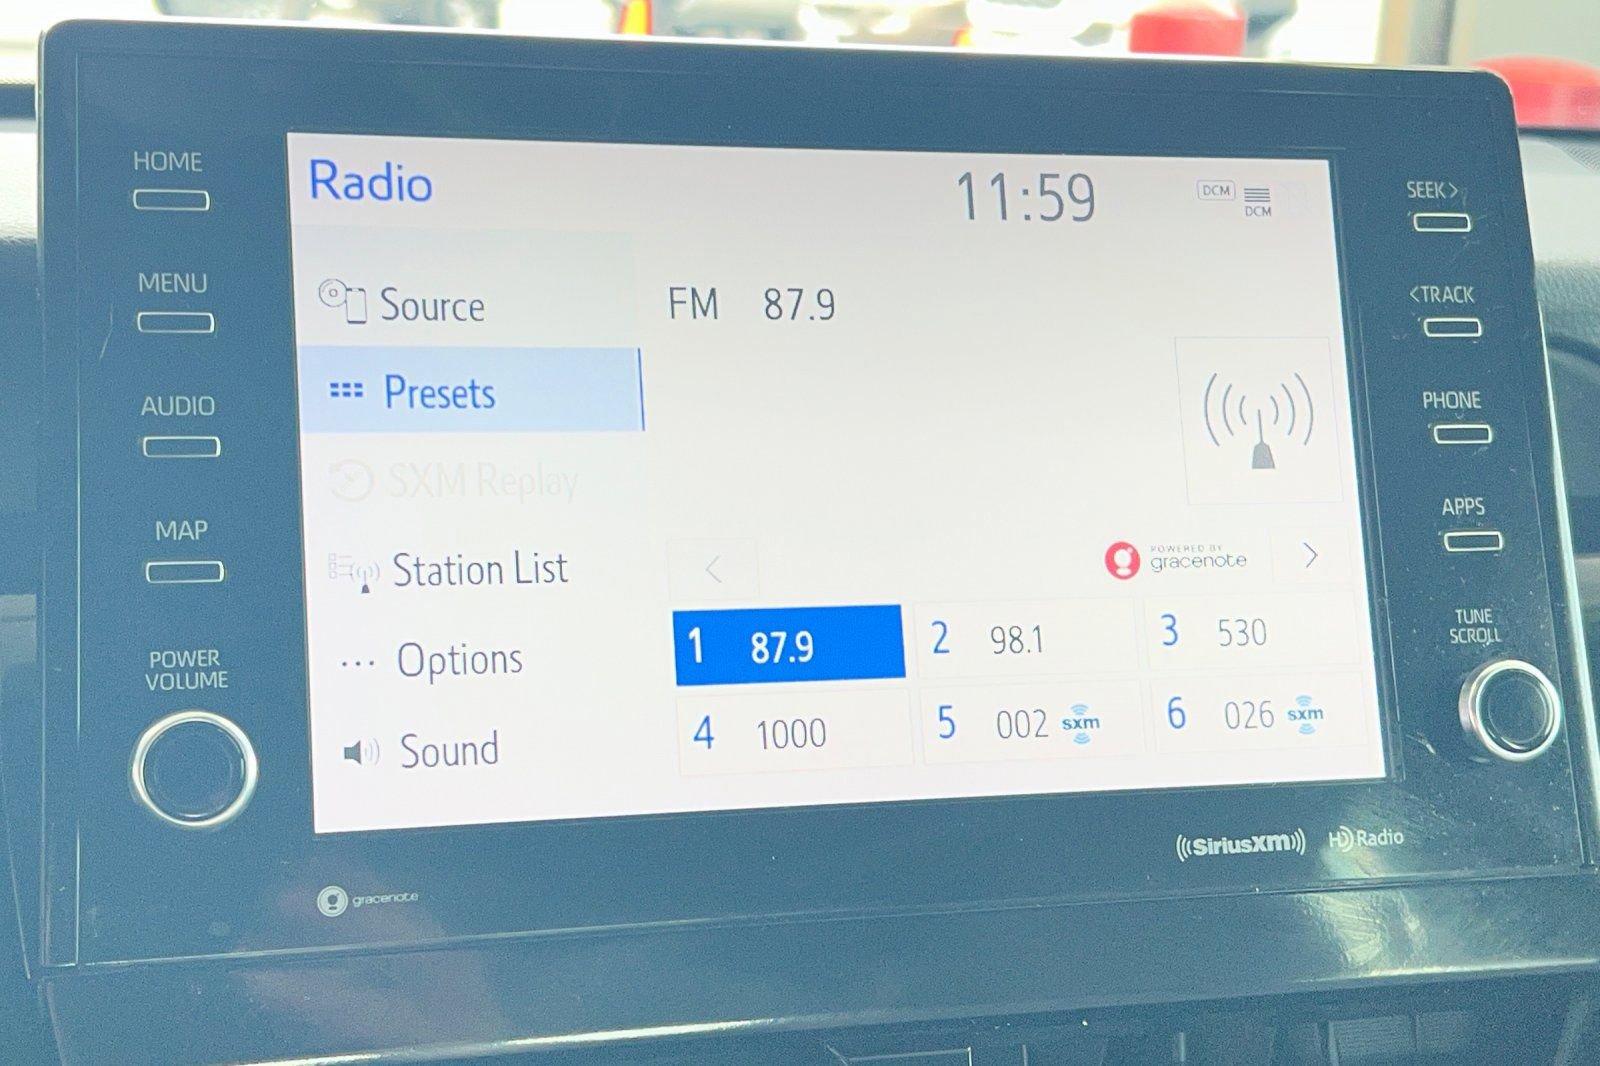 HOME
MENU
AUDIO
MAP
POWER
VOLUME
Radio
11:59
DCM
DCM
Source
FM 87.9
Presets
SXM Replay
Station List
POWERED BY
gracenote
Options
Sound
1 87.9
2 98.1
3 530
4 1000
5 002 sxm
6 026 sxm
SEEK>
<TRACK
PHONE
APPS
TUNE
SCROLL
((SiriusXM))
HD Radio
gracenote